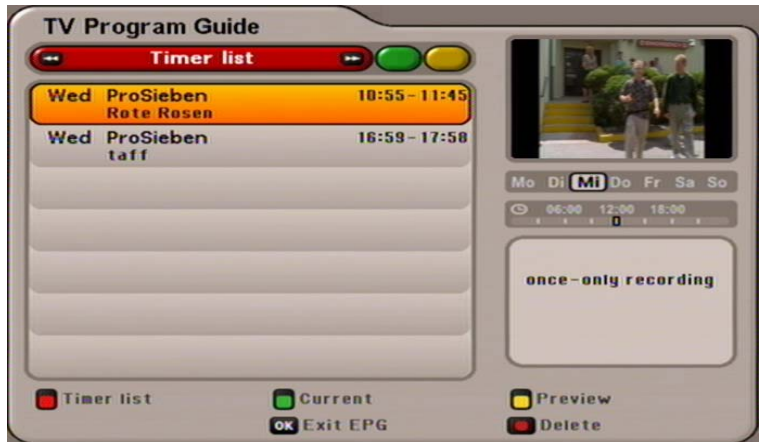 TV Program Guide
Timer list
Wed ProSieben 10:55-11:45
Rote Rosen
Wed ProSieben 16:59-17:58
taff
Mo Di Mi Do Fr Sa So
06:00 12:00 18:00
once-only recording
Timer list
Current
Preview
OK Exit EPG
Delete